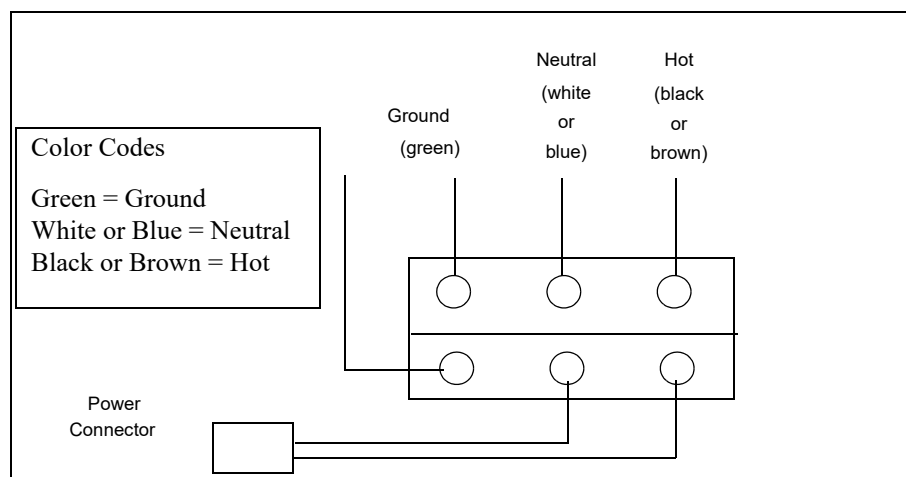 Neutral
(white
or
blue)
Hot
(black
or
brown)
Ground
(green)
Color Codes
Green = Ground
White or Blue = Neutral
Black or Brown = Hot
Power
Connector